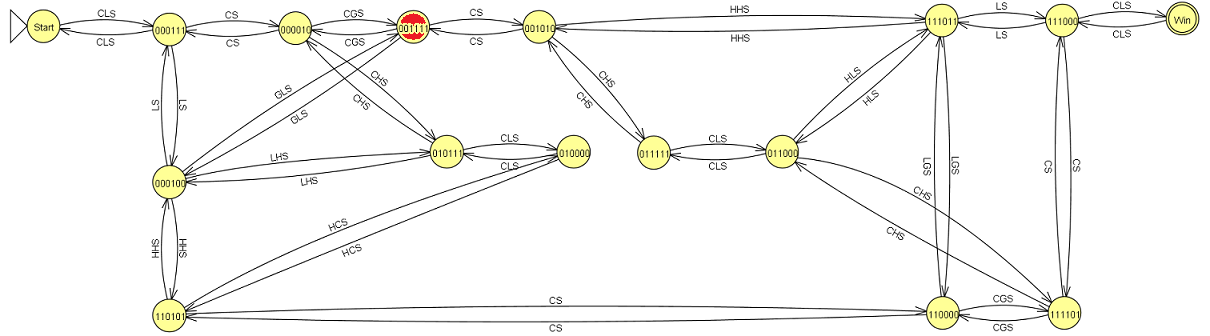 Start
CLS
CLS
000111
CS
CS
000010
CGS
CGS
001111
CS
CS
001010
HHS
HHS
111011
LS
LS
111000
CLS
CLS
Win
LS
LS
GLS
GLS
CHS
CHS
CHS
CHS
HLS
HLS
LHS
LHS
010111
CLS
CLS
010000
011111
CLS
CLS
011000
000100
LGS
LGS
CS
CS
HHS
HHS
HCS
HCS
CHS
CHS
110101
CS
CS
110000
CGS
CGS
111101